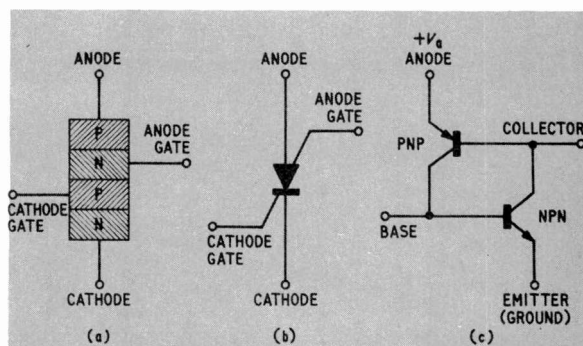 ANODE
P
N
P
N
ANODE
GATE
CATHODE
GATE
CATHODE
(a)
ANODE
ANODE
GATE
CATHODE
GATE
CATHODE
(b)
+Va
ANODE
PNP
COLLECTOR
NPN
BASE
EMITTER
(GROUND)
(c)